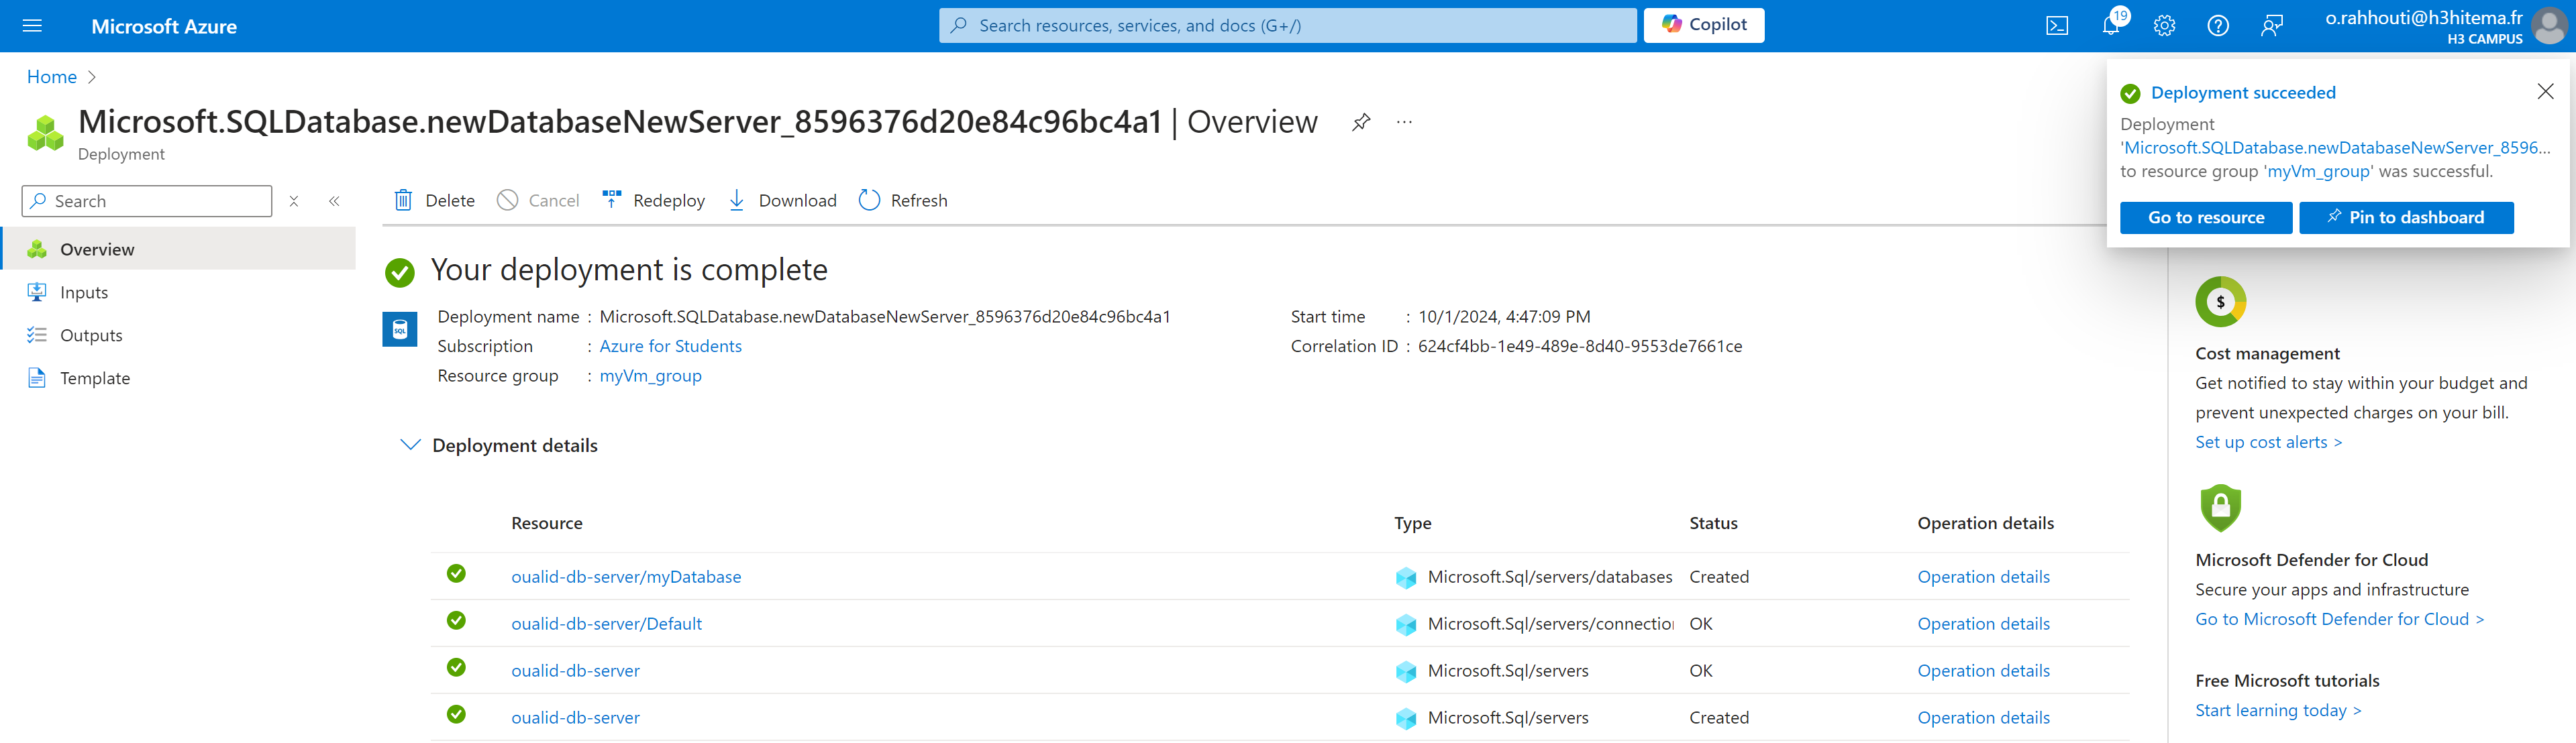 Microsoft Azure
Search resources, services, and docs (G+/)
Copilot
19
o.rahhouti@h3hitema.fr
H3 CAMPUS
Home
Microsoft.SQLDatabase.newDatabaseNewServer_8596376d20e84c96bc4a1 | Overview
Deployment
Search
Overview
Inputs
Outputs
Template
Delete
Cancel
Redeploy
Download
Refresh
Deployment succeeded
Deployment
'Microsoft.SQLDatabase.newDatabaseNewServer_8596...
to resource group 'myVm_group' was successful.
Go to resource
Pin to dashboard
Your deployment is complete
SQL
Deployment name : Microsoft.SQLDatabase.newDatabaseNewServer_8596376d20e84c96bc4a1
Subscription : Azure for Students
Resource group : myVm_group
Start time : 10/1/2024, 4:47:09 PM
Correlation ID : 624cf4bb-1e49-489e-8d40-9553de7661ce
Deployment details
Resource Type Status Operation details
oualid-db-server/myDatabase Microsoft.Sql/servers/databases Created Operation details
oualid-db-server/Default Microsoft.Sql/servers/connection OK Operation details
oualid-db-server Microsoft.Sql/servers OK Operation details
oualid-db-server Microsoft.Sql/servers Created Operation details
$
Cost management
Get notified to stay within your budget and
prevent unexpected charges on your bill.
Set up cost alerts >
Microsoft Defender for Cloud
Secure your apps and infrastructure
Go to Microsoft Defender for Cloud >
Free Microsoft tutorials
Start learning today >